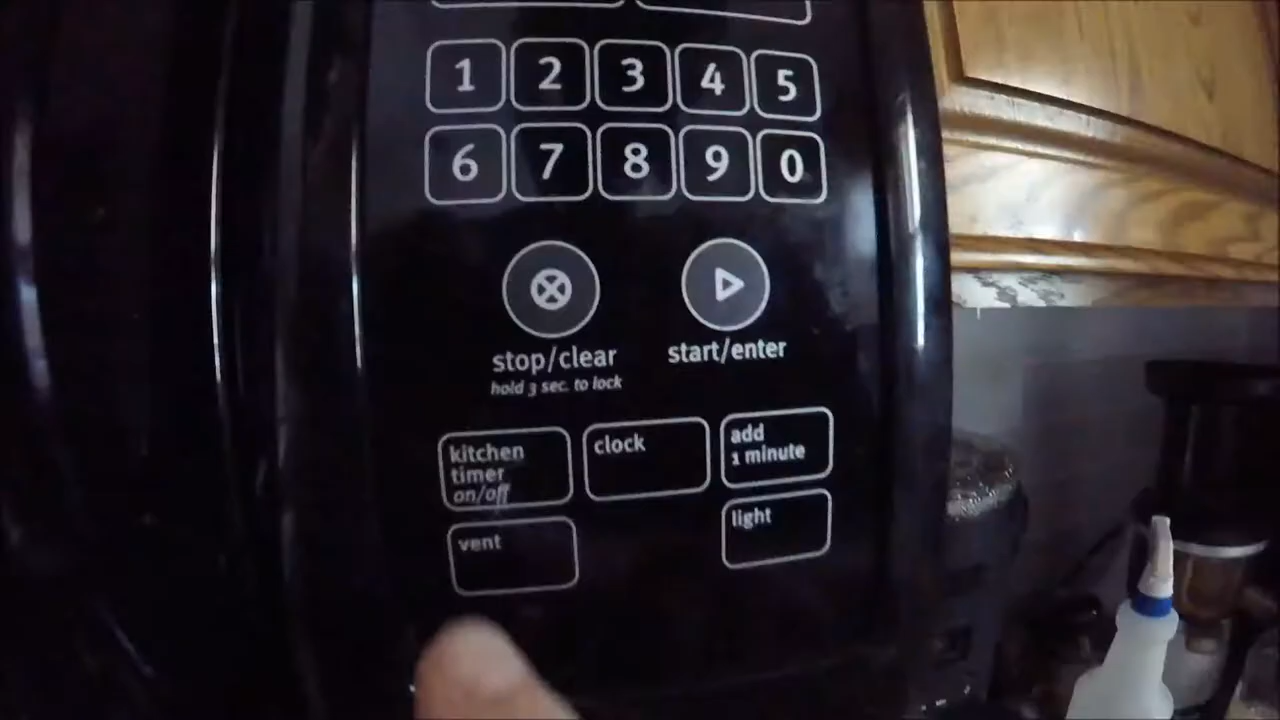 1 2 3 4 5
6 7 8 9 0
stop/clear
hold 3 sec. to lock
start/enter
kitchen
timer
on/off
clock
add
1 minute
vent
light